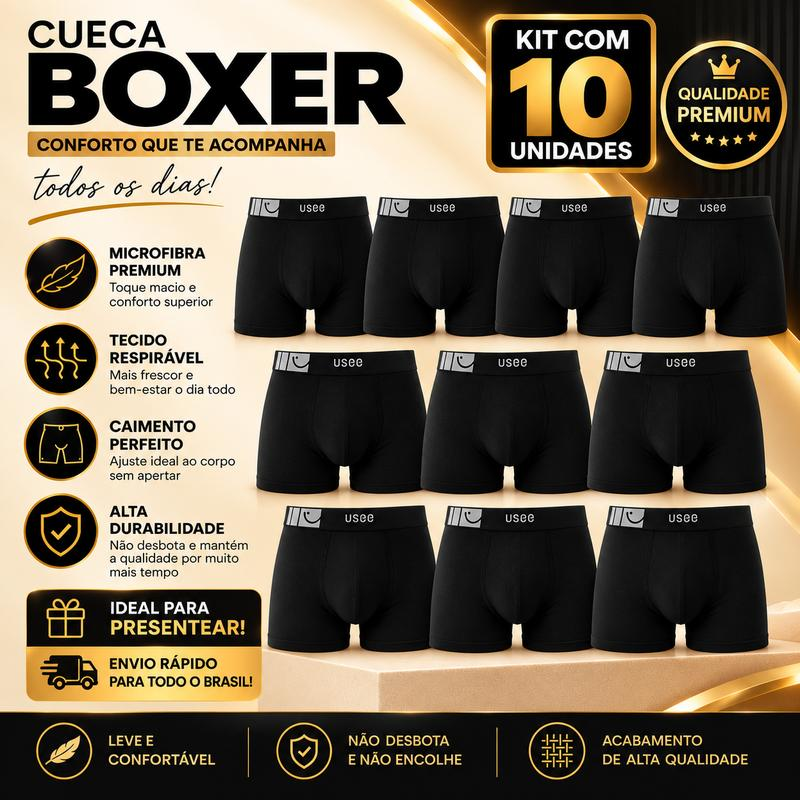 CUECA
BOXER
CONFORTO QUE TE ACOMPANHA
todos os dias!
KIT COM
10
UNIDADES
QUALIDADE
PREMIUM
usee
usee
usee
usee
MICROFIBRA
PREMIUM
Toque macio e
conforto superior
TECIDO
RESPIRÁVEL
Mais frescor e
bem-estar o dia todo
usee
usee
usee
CAIMENTO
PERFEITO
Ajuste ideal ao corpo
sem apertar
ALTA
DURABILIDADE
Não desbota e mantém
a qualidade por muito
mais tempo
usee
usee
usee
IDEAL PARA
PRESENTEAR!
ENVIO RÁPIDO
PARA TODO O BRASIL!
LEVE E
CONFORTÁVEL
NÃO DESBOTA
E NÃO ENCOLHE
ACABAMENTO
DE ALTA QUALIDADE